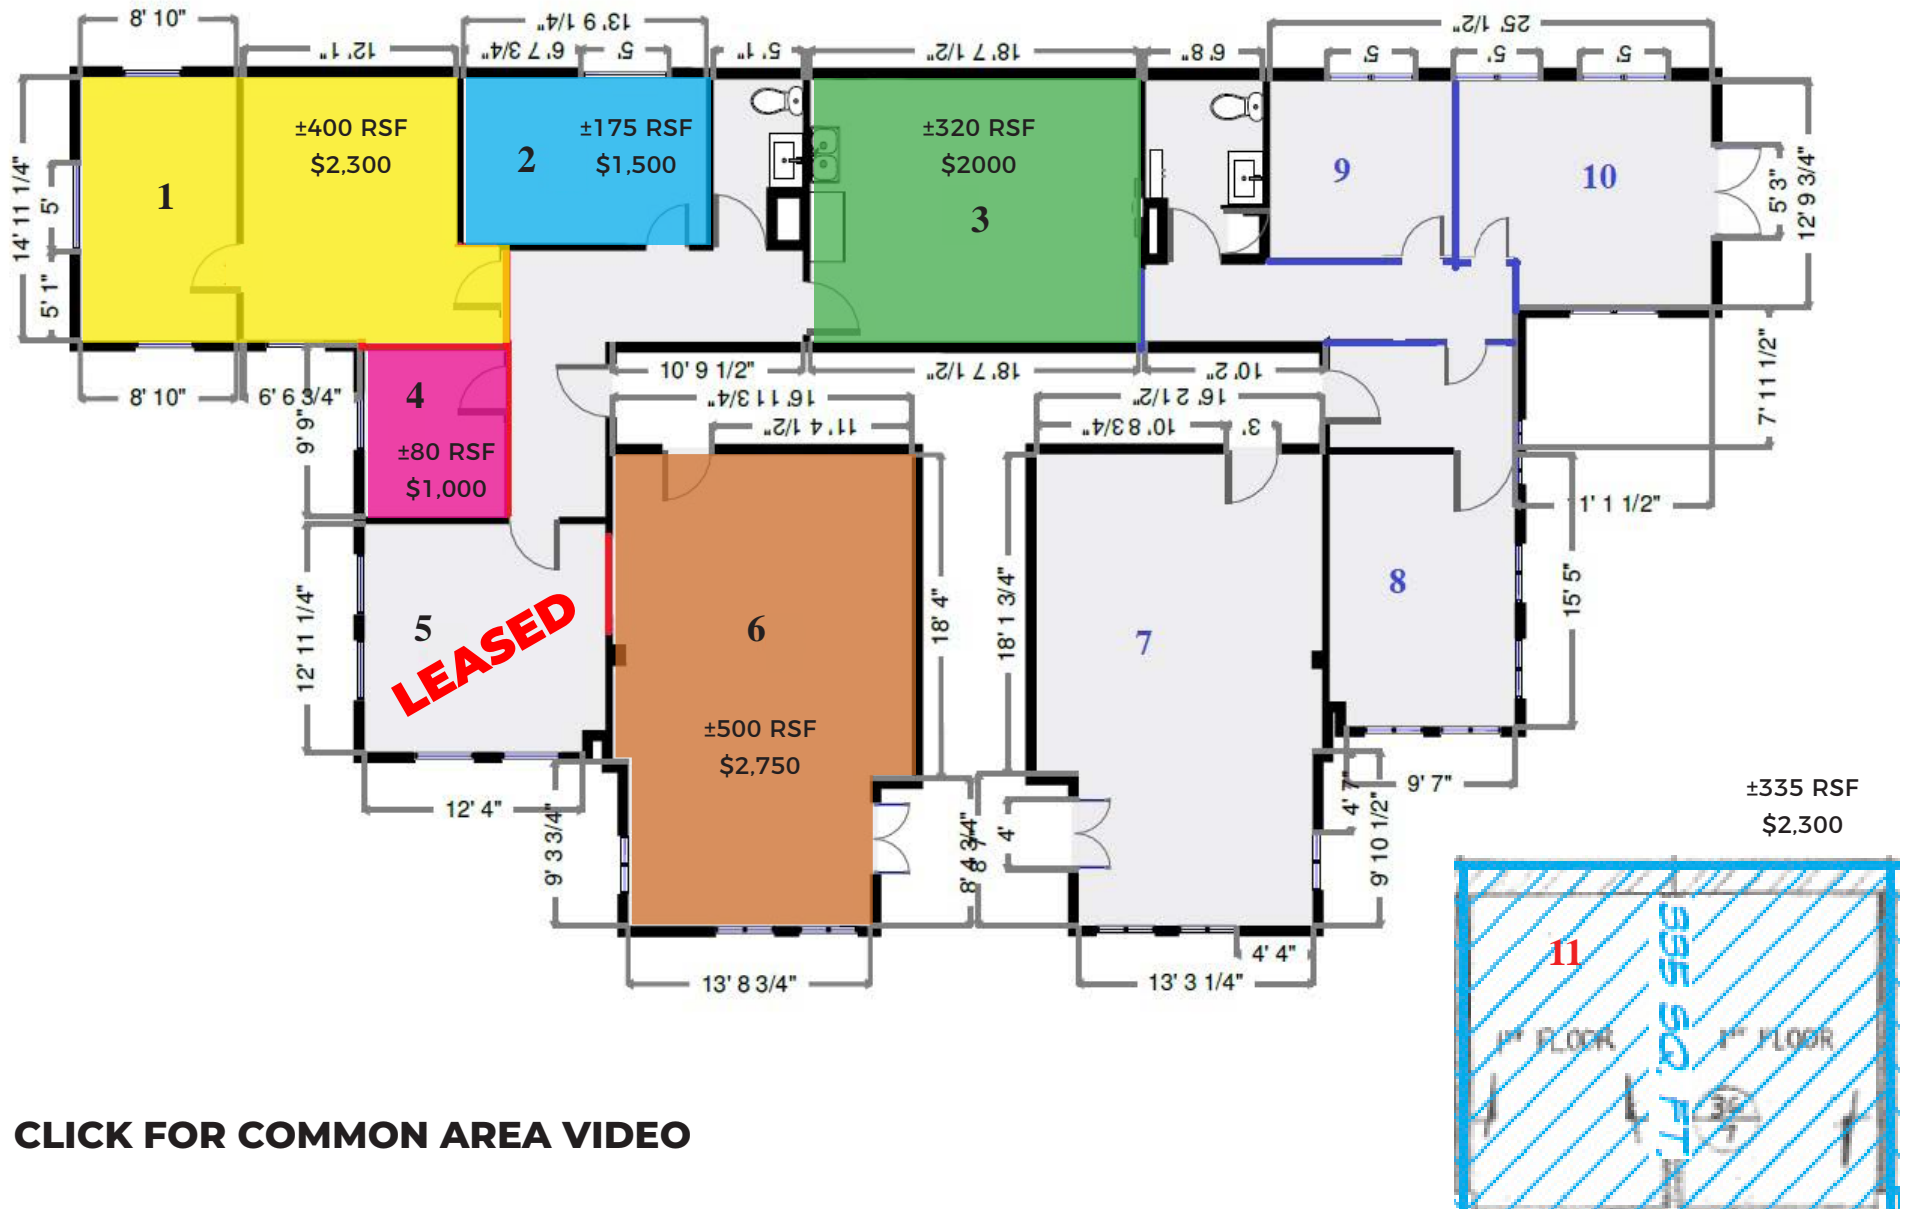 8' 10"
13' 9 1/4"
25' 1/2"
12' 1"
6' 7 3/4"
5'
5' 1"
18' 7 1/2"
6' 8"
5'
5'
5'
±400 RSF
$2,300
±175 RSF
$1,500
±320 RSF
$2000
1
2
3
9
10
14' 11 1/4"
5'
5' 1"
5' 3"
12' 9 3/4"
8' 10"
6' 6 3/4"
10' 9 1/2"
18' 7 1/2"
10' 2"
7' 11 1/2"
16' 11 3/4"
16' 2 1/2"
11' 4 1/2"
10' 8 3/4"
3'
9' 9"
4
±80 RSF
$1,000
1' 1 1/2"
12' 11 1/4"
5
LEASED
6
18' 4"
18' 1 3/4"
7
8
15' 5"
±500 RSF
$2,750
12' 4"
9' 3 3/4"
8' 4 3/4"
4'
4' 7"
9' 10 1/2"
9' 7"
±335 RSF
$2,300
13' 8 3/4"
13' 3 1/4"
4' 4"
11
335 SQ. FT.
1ST FLOOR
1ST FLOOR
CLICK FOR COMMON AREA VIDEO